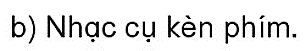 b) Nhạc cụ kèn phím.